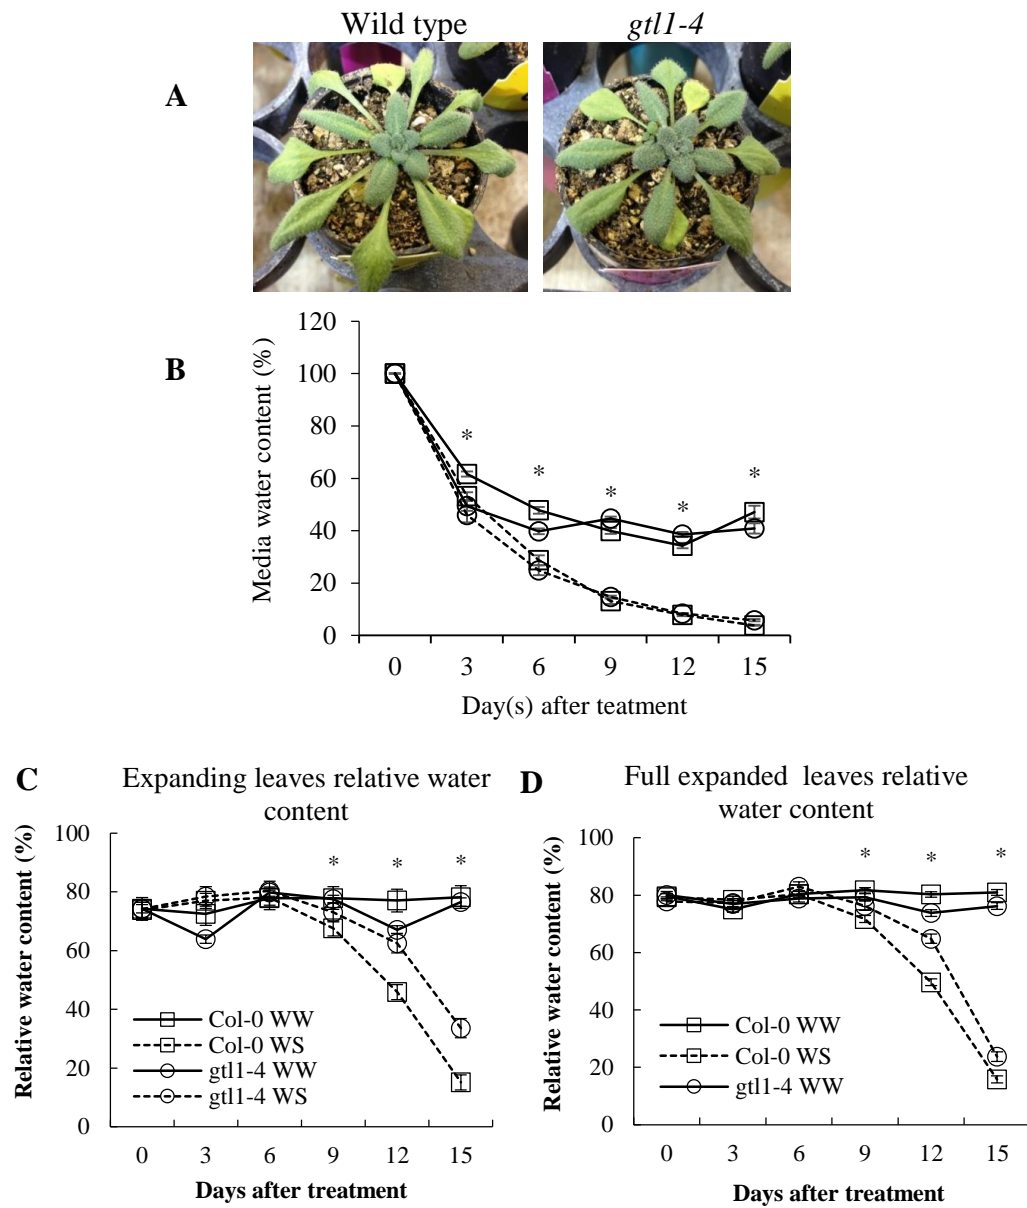 Wild type
gtl1-4
A
B
Media water content (%)
120
100
80
60
40
20
0
*
*
*
*
*
0 3 6 9 12 15
Day(s) after teatment
C
Expanding leaves relative water
content
Relative water content (%)
100
80
60
40
20
0
* * *
Col-0 WW
Col-0 WS
gtl1-4 WW
gtl1-4 WS
0 3 6 9 12 15
Days after treatment
D
Full expanded leaves relative
water content
Relative water content (%)
80
60
40
20
0
* * *
Col-0 WW
Col-0 WS
gtl1-4 WW
0 3 6 9 12 15
Days after treatment